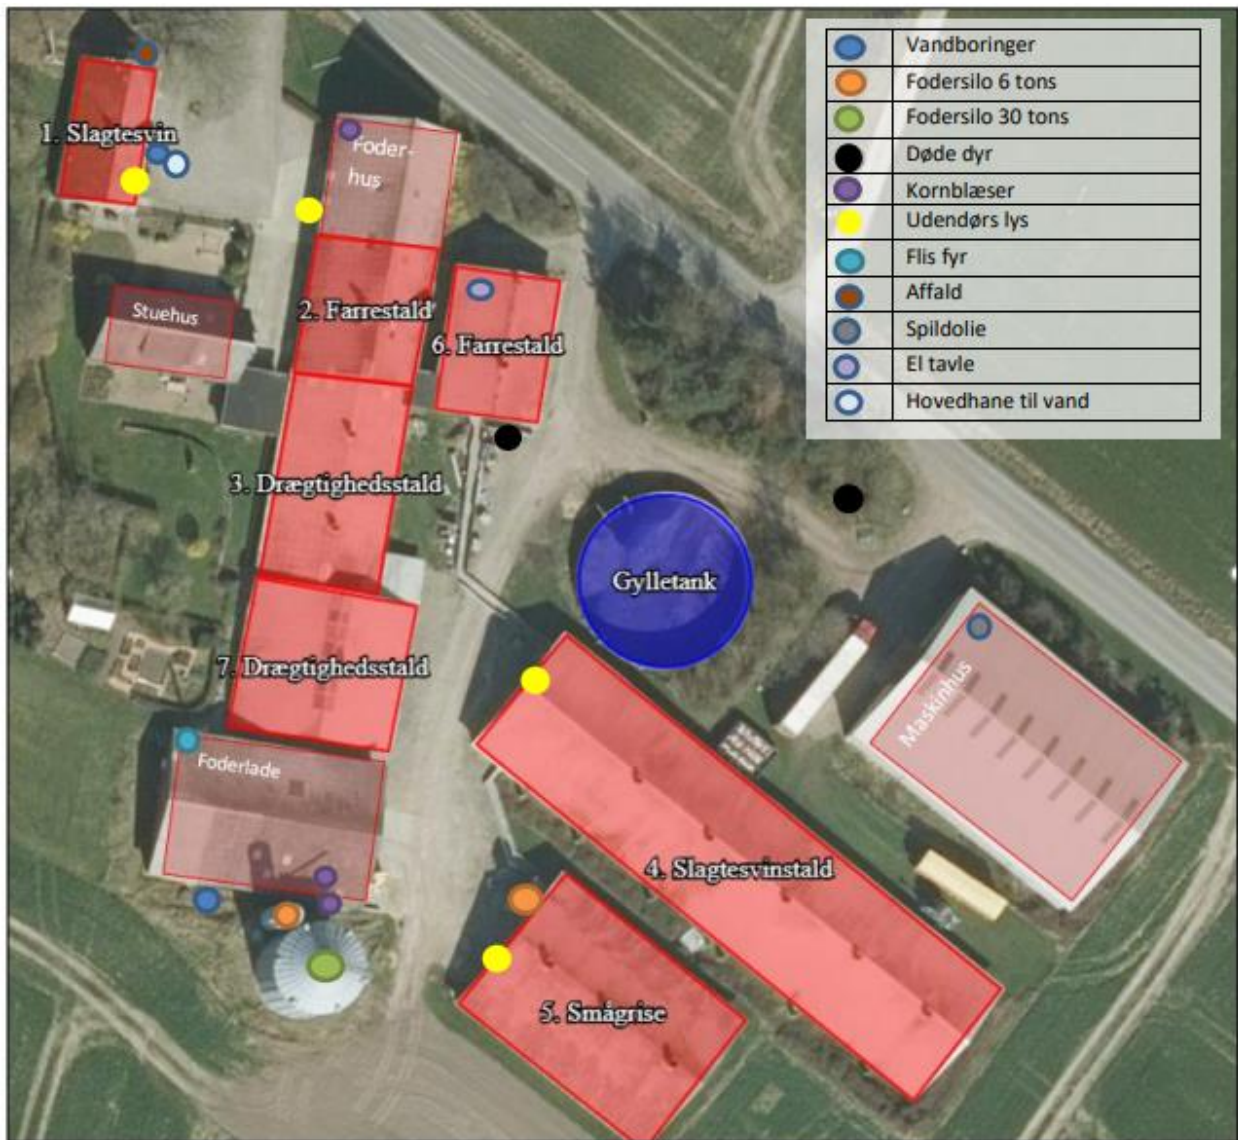 Vandboringer
Fodersilo 6 tons
Fodersilo 30 tons
Døde dyr
Kornblæser
Udendørs lys
Flis fyr
Affald
Spildolie
El tavle
Hovedhane til vand
1. Slagtesvin
Foder-
hus
Stuehus
2. Farrestald
6. Farrestald
3. Drægtighedsstald
Gylletank
7. Drægtighedsstald
Maskinhus
Foderlade
4. Slagtesvinstald
5. Smågrise